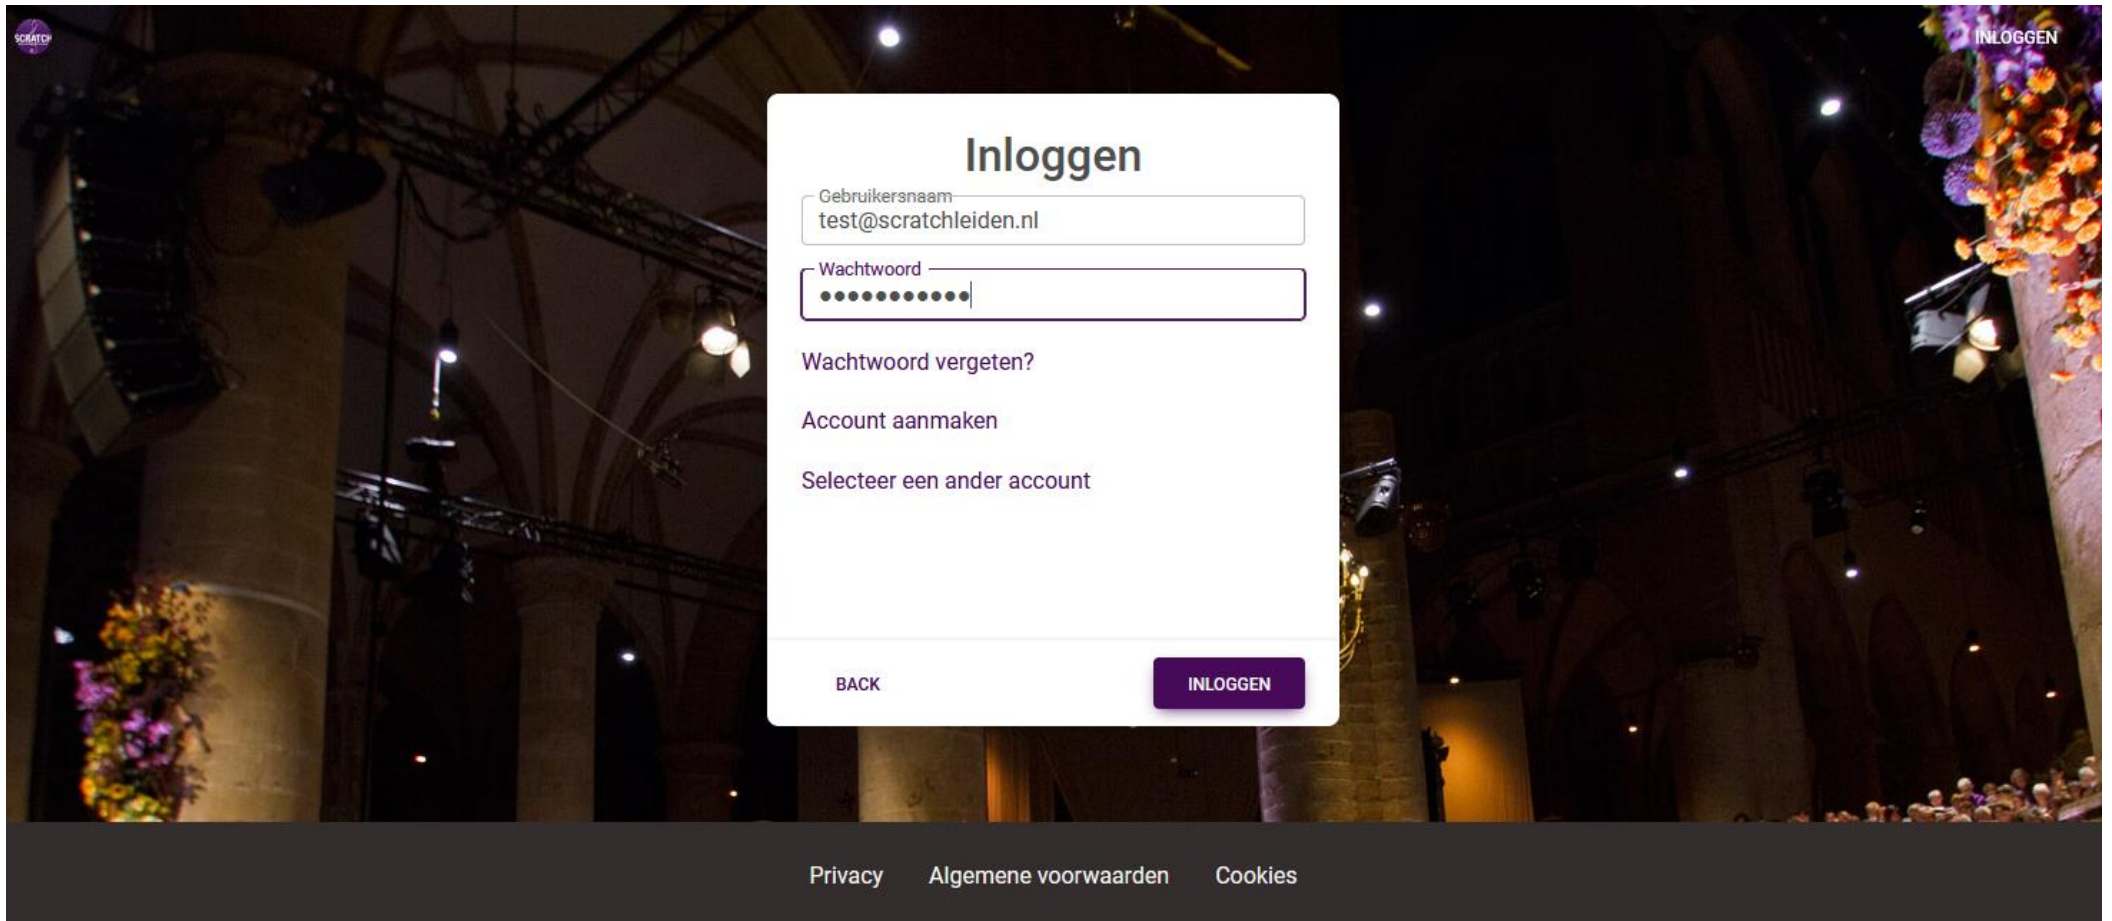 SCRATCH
INLOGGEN
Inloggen
Gebruikersnaam
test@scratchleiden.nl
Wachtwoord
●●●●●●●●●●●
Wachtwoord vergeten?
Account aanmaken
Selecteer een ander account
BACK
INLOGGEN
Privacy
Algemene voorwaarden
Cookies